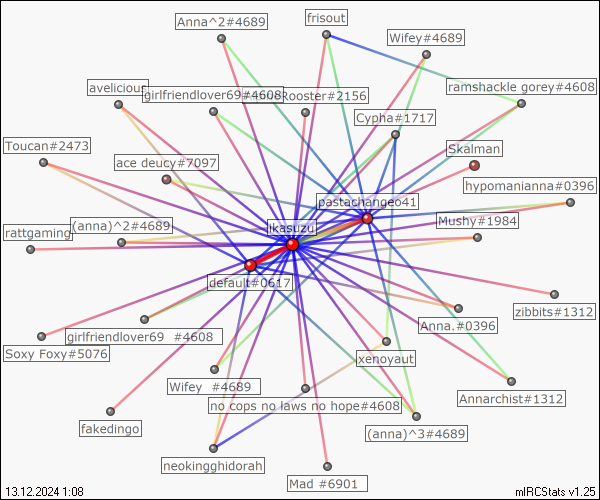 Anna^2#4689
frisout
Wifey#4689
avelicious
girlfriendlover69#4608
Rooster#2156
ramshackle gorey#4608
Cypha#1717
Toucan#2473
ace deucy#7097
Skalman
hypomanianna#0396
pastachangeo41
rattgaming
(anna)^2#4689
ikasuzu
Mushy#1984
default#0617
zibbits#1312
Soxy Foxy#5076
girlfriendlover69 #4608
Anna.#0396
xenoyaut
Wifey #4689
no cops no laws no hope#4608
Annarchist#1312
fakedingo
(anna)^3#4689
neokingghidorah
Mad #6901
13.12.2024 1:08
mIRCStats v1.25